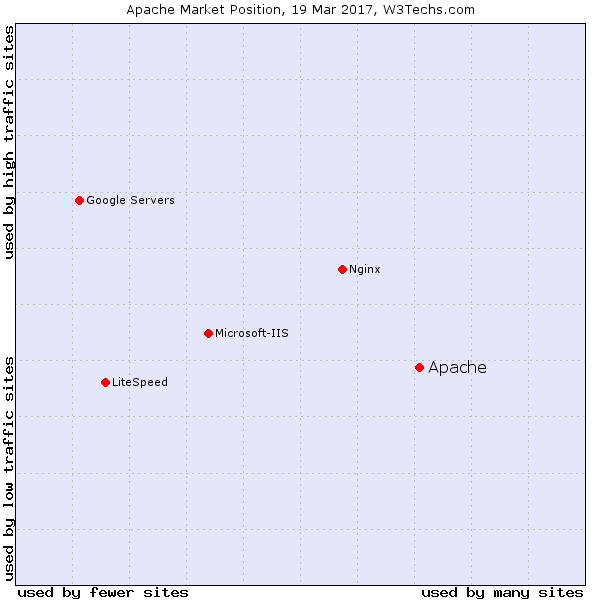 Apache Market Position, 19 Mar 2017, W3Techs.com
used by high traffic sites
Google Servers
Nginx
Microsoft-IIS
Apache
LiteSpeed
used by low traffic sites
used by fewer sites
used by many sites